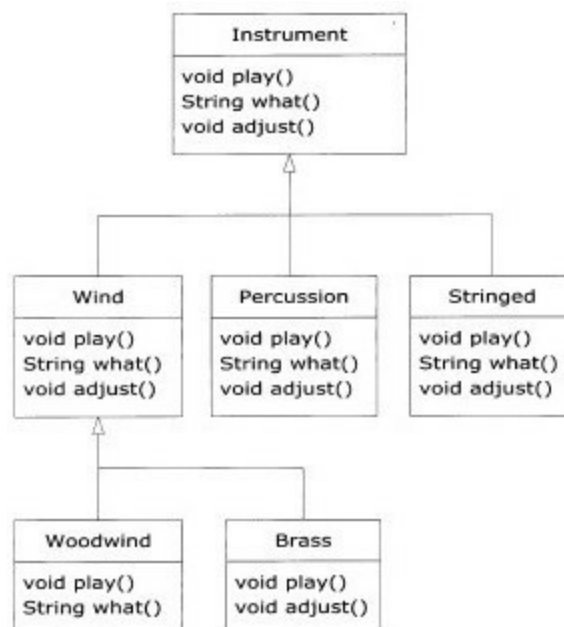 Instrument
void play()
String what()
void adjust()
Wind
void play()
String what()
void adjust()
Percussion
void play()
String what()
void adjust()
Stringed
void play()
String what()
void adjust()
Woodwind
void play()
String what()
Brass
void play()
void adjust()